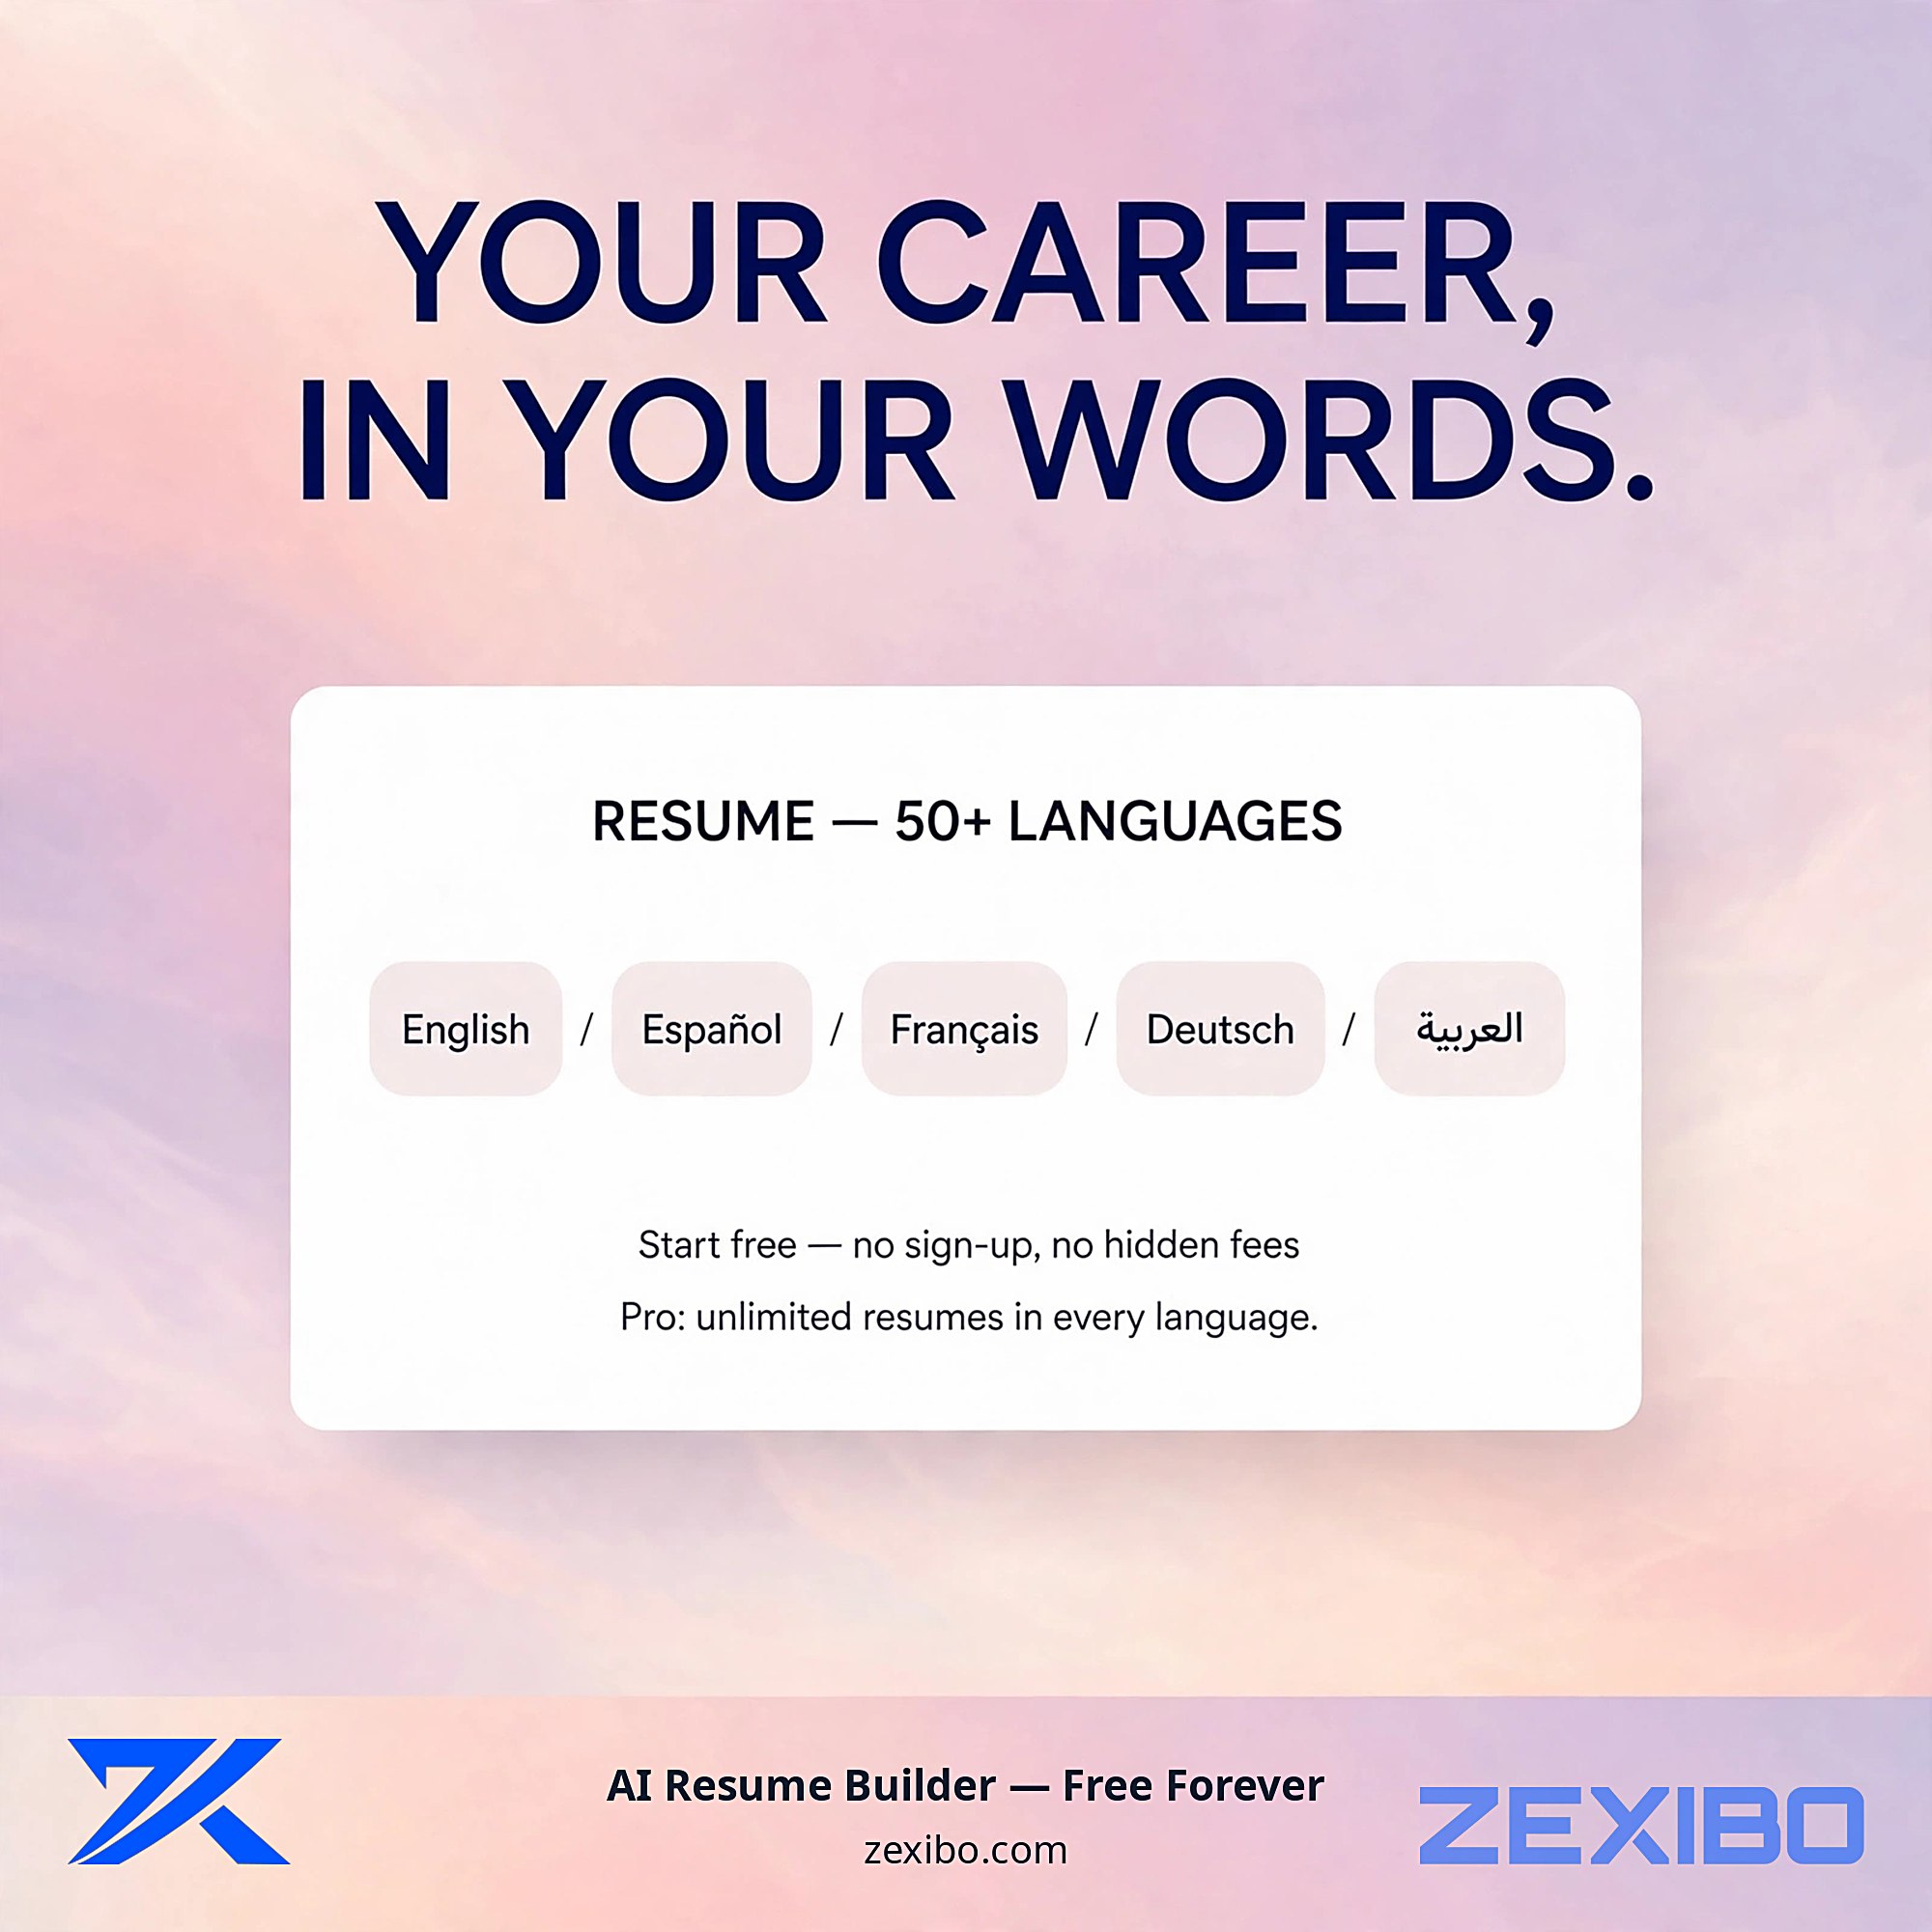 YOUR CAREER,
IN YOUR WORDS.
RESUME — 50+ LANGUAGES
English / Español / Français / Deutsch / العربية
Start free — no sign-up, no hidden fees
Pro: unlimited resumes in every language.
AI Resume Builder — Free Forever
zexibo.com
ZEXIBO